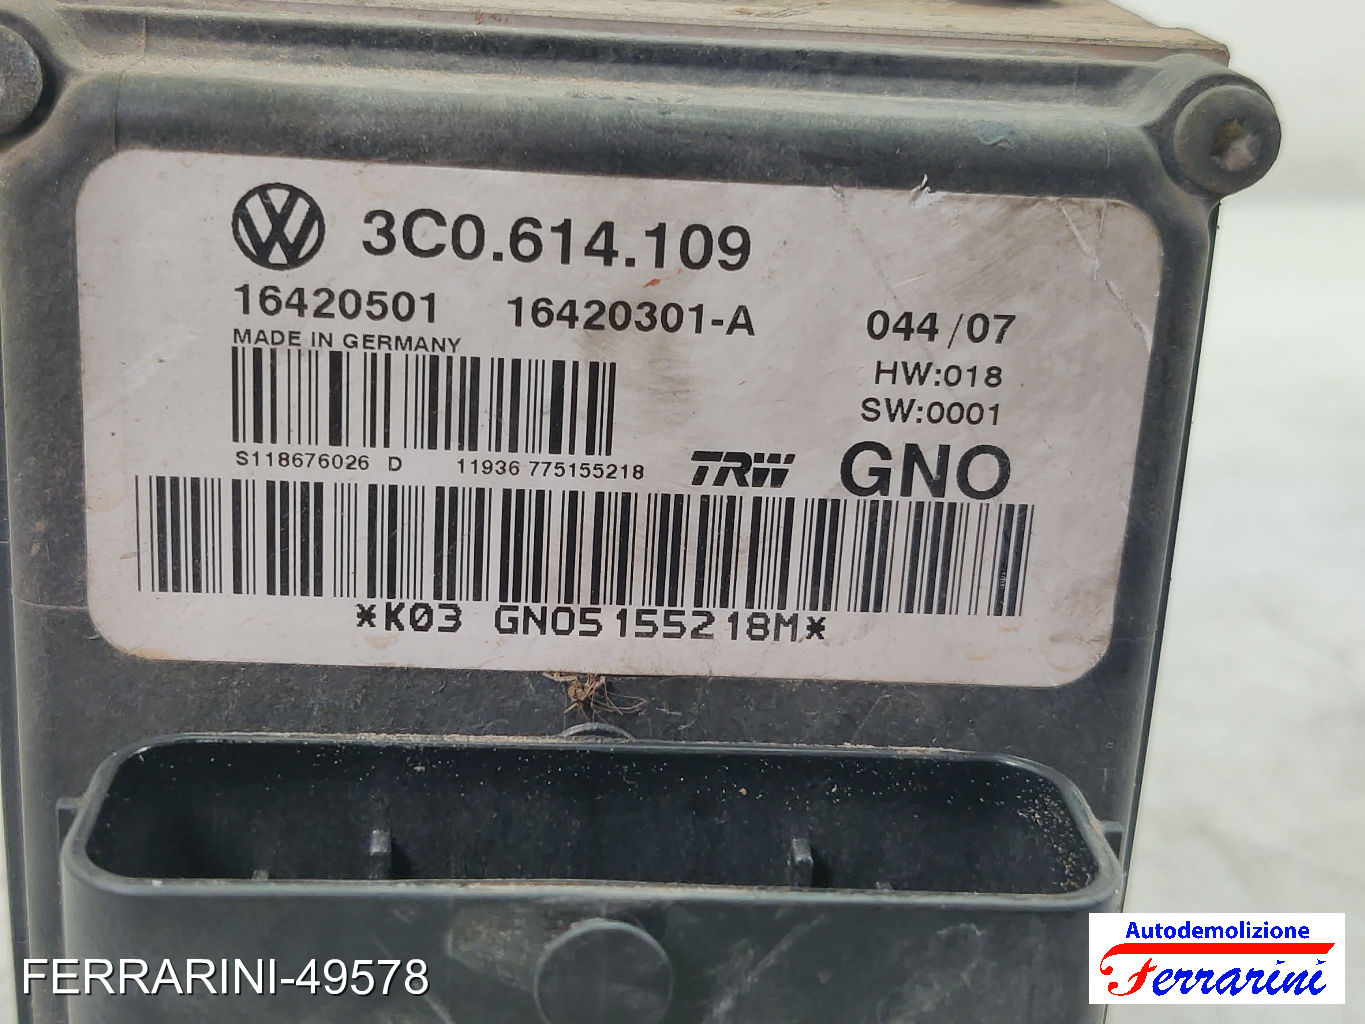 3C0.614.109
16420501 16420301-A 044/07
MADE IN GERMANY
HW:018
SW:0001
S118676026 D 11936 775155218
TRW GNO
*K03 GNO5155218M*
Autodemolizione
Ferrarini
FERRARINI-49578